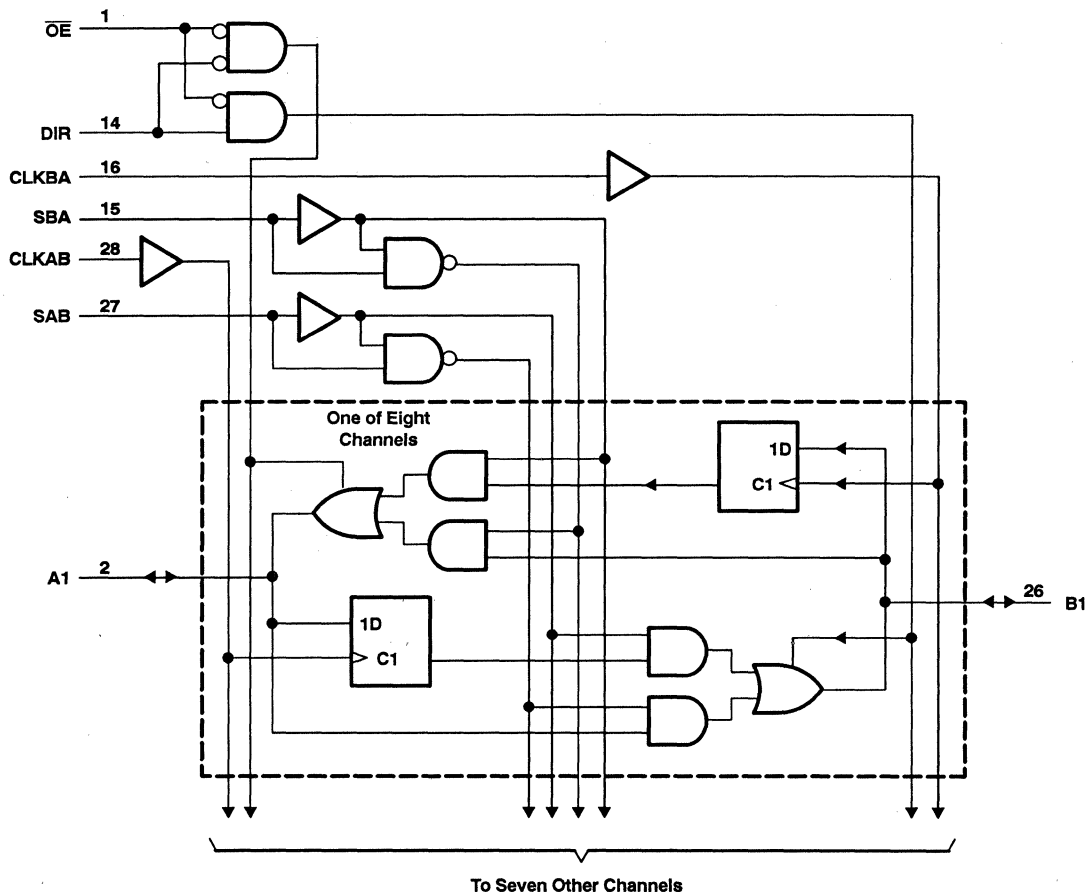 OE 1
DIR 14
CLKBA 16
SBA 15
CLKAB 28
SAB 27
One of Eight
Channels
1D
C1
A1 2
1D
C1
26 B1
To Seven Other Channels